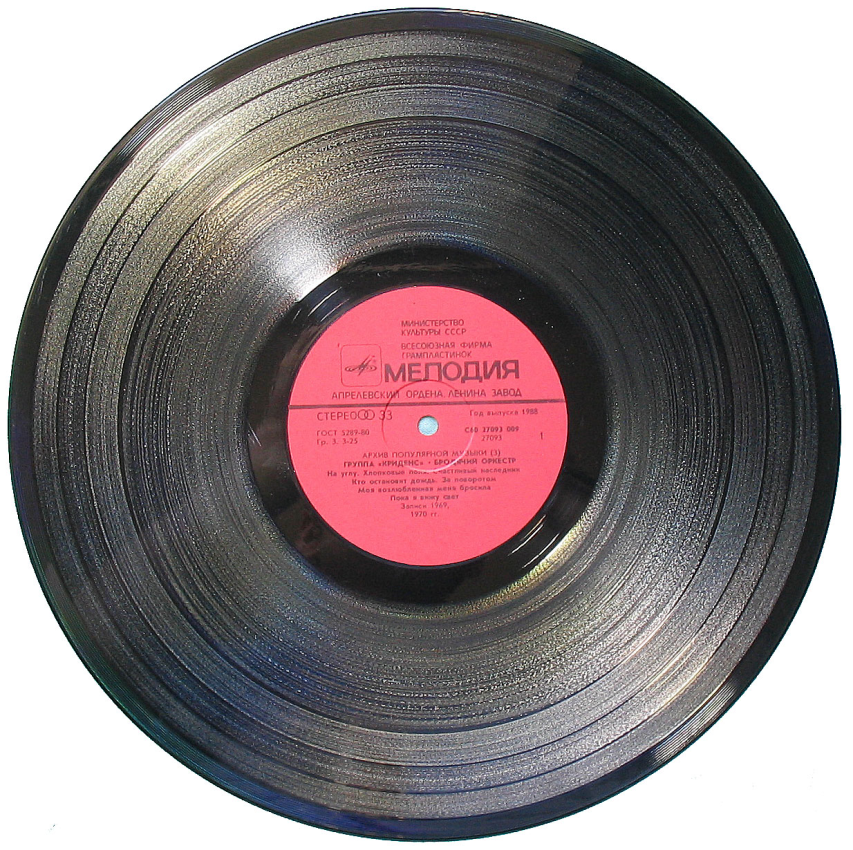 МИНИСТЕРСТВО
КУЛЬТУРЫ СССР
ВСЕСОЮЗНАЯ ФИРМА
ГРАМПЛАСТИНОК
МЕЛОДИЯ
АПРЕЛЕВСКИЙ ОРДЕНА ЛЕНИНА ЗАВОД
СТЕРЕО 33
Год выпуска 1988
ГОСТ 5289-80
С60 27093 009
Гр. 3. 3-25
27093
1
АРХИВ ПОПУЛЯРНОЙ МУЗЫКИ (3)
ГРУППА «КРИДЕНС» • БРОДЯЧИЙ ОРКЕСТР
На углу. Хлопковые поля. Счастливый наследник
Кто остановит дождь. За поворотом
Моя возлюбленная меня бросила
Пока я вижу свет
Записи 1969,
1970 гг.